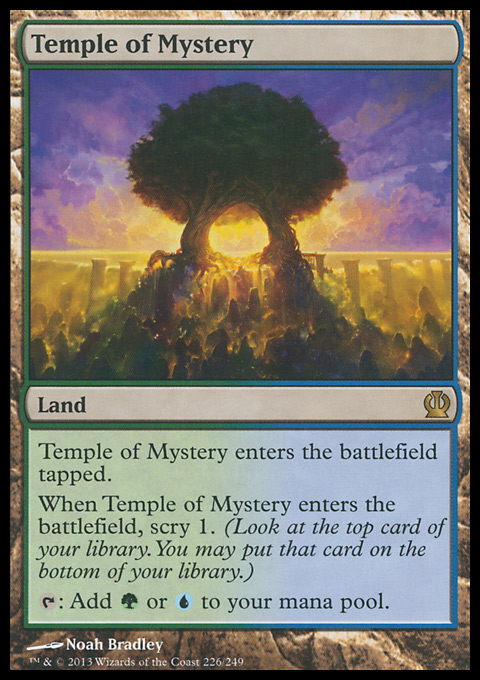 Temple of Mystery
Land
Temple of Mystery enters the battlefield
tapped.
When Temple of Mystery enters the
battlefield, scry 1. (Look at the top card of
your library. You may put that card on the
bottom of your library.)
: Add or to your mana pool.
Noah Bradley
™ & © 2013 Wizards of the Coast 226/249